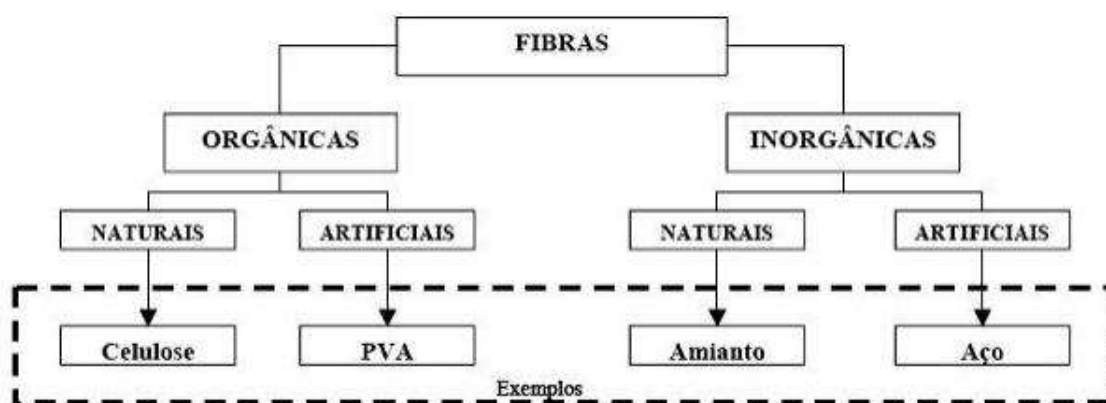 FIBRAS
ORGÂNICAS
INORGÂNICAS
NATURAIS
ARTIFICIAIS
NATURAIS
ARTIFICIAIS
Celulose
PVA
Amianto
Aço
Exemplos